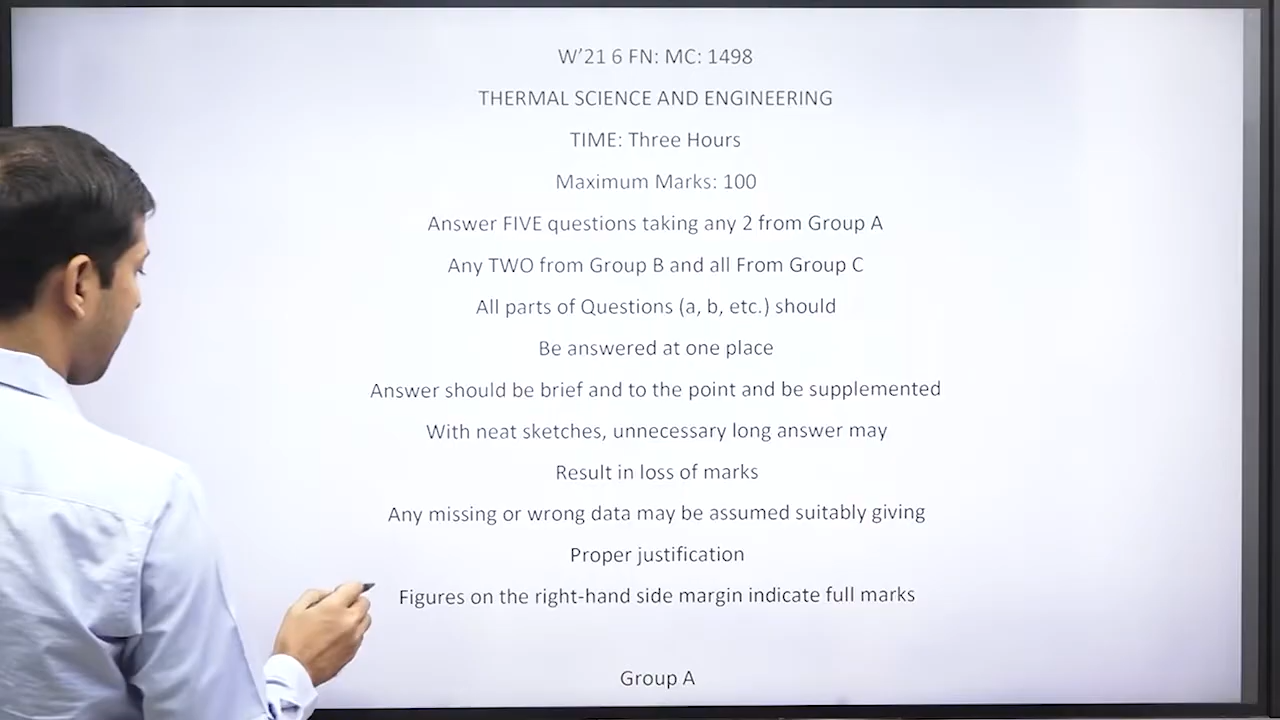 W’21 6 FN: MC: 1498
THERMAL SCIENCE AND ENGINEERING
TIME: Three Hours
Maximum Marks: 100
Answer FIVE questions taking any 2 from Group A
Any TWO from Group B and all From Group C
All parts of Questions (a, b, etc.) should
Be answered at one place
Answer should be brief and to the point and be supplemented
With neat sketches, unnecessary long answer may
Result in loss of marks
Any missing or wrong data may be assumed suitably giving
Proper justification
Figures on the right-hand side margin indicate full marks
Group A